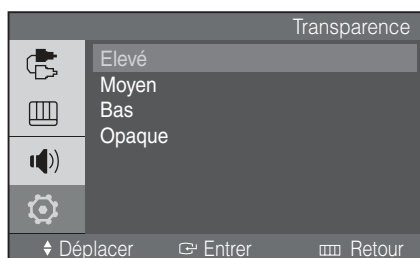 Transparence
Elevé
Moyen
Bas
Opaque
Déplacer Entrer Retour